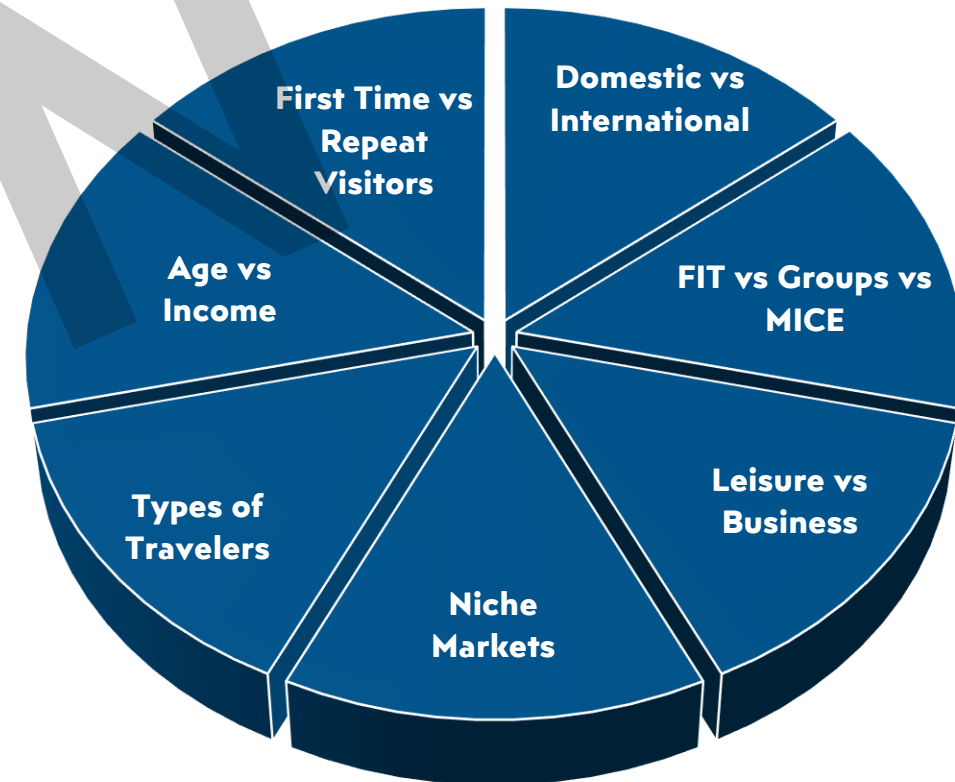 Domestic vs
International
FIT vs Groups vs
MICE
Leisure vs
Business
Niche
Markets
Types of
Travelers
Age vs
Income
First Time vs
Repeat
Visitors